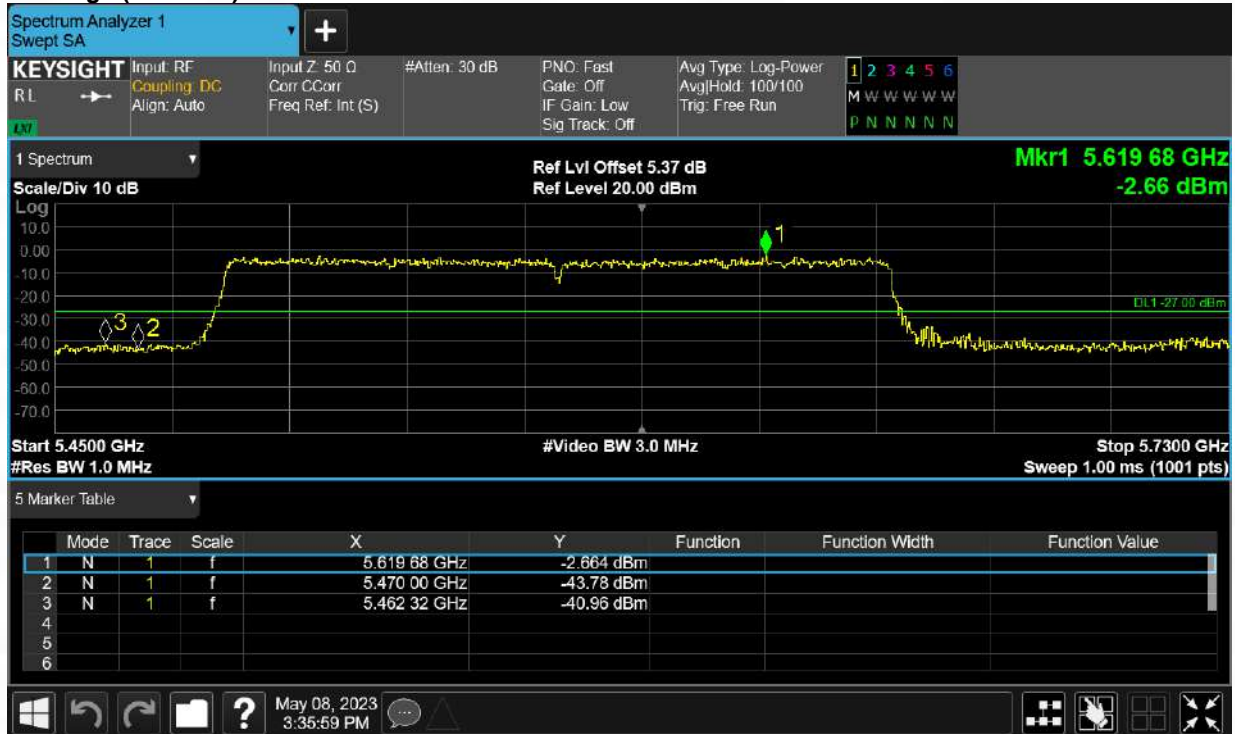 Spectrum Analyzer 1
Swept SA
+
KEYSIGHT
RL
LXI
Input: RF
Coupling: DC
Align: Auto
Input Z: 50 Ω
Corr CCorr
Freq Ref: Int (S)
#Atten: 30 dB
PNO: Fast
Gate: Off
IF Gain: Low
Sig Track: Off
Avg Type: Log-Power
Avg|Hold: 100/100
Trig: Free Run
1 2 3 4 5 6
M W W W W W
P N N N N N
1 Spectrum
Scale/Div 10 dB
Ref Lvl Offset 5.37 dB
Ref Level 20.00 dBm
Mkr1 5.619 68 GHz
-2.66 dBm
Log
10.0
0.00
-10.0
-20.0
-30.0
-40.0
-50.0
-60.0
-70.0
1
3
2
DL1 -27.00 dBm
Start 5.4500 GHz
#Video BW 3.0 MHz
Stop 5.7300 GHz
#Res BW 1.0 MHz
Sweep 1.00 ms (1001 pts)
5 Marker Table
Mode Trace Scale X Y Function Function Width Function Value
1 N 1 f 5.619 68 GHz -2.664 dBm
2 N 1 f 5.470 00 GHz -43.78 dBm
3 N 1 f 5.462 32 GHz -40.96 dBm
4
5
6
?
May 08, 2023
3:35:59 PM